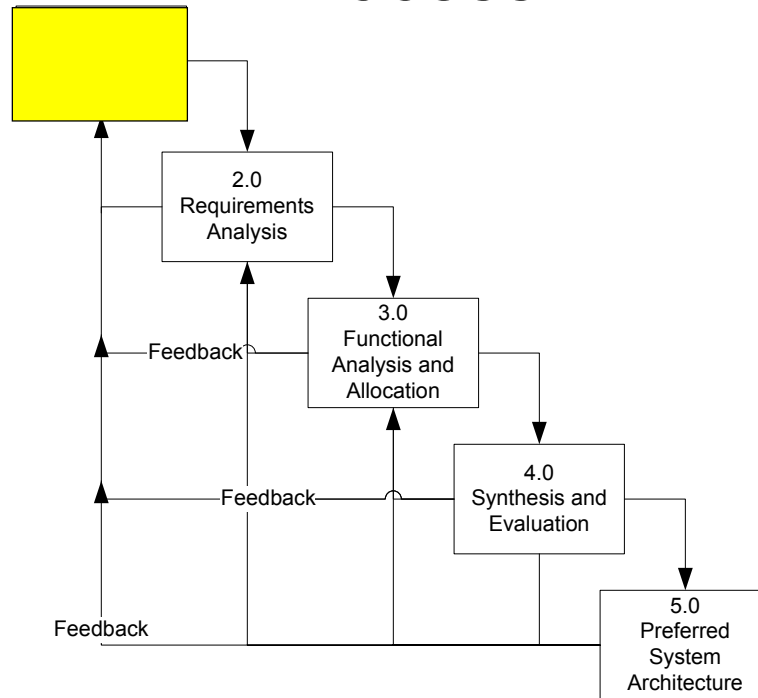 2.0
Requirements
Analysis
3.0
Functional
Analysis and
Allocation
Feedback
4.0
Synthesis and
Evaluation
Feedback
5.0
Preferred
System
Architecture
Feedback